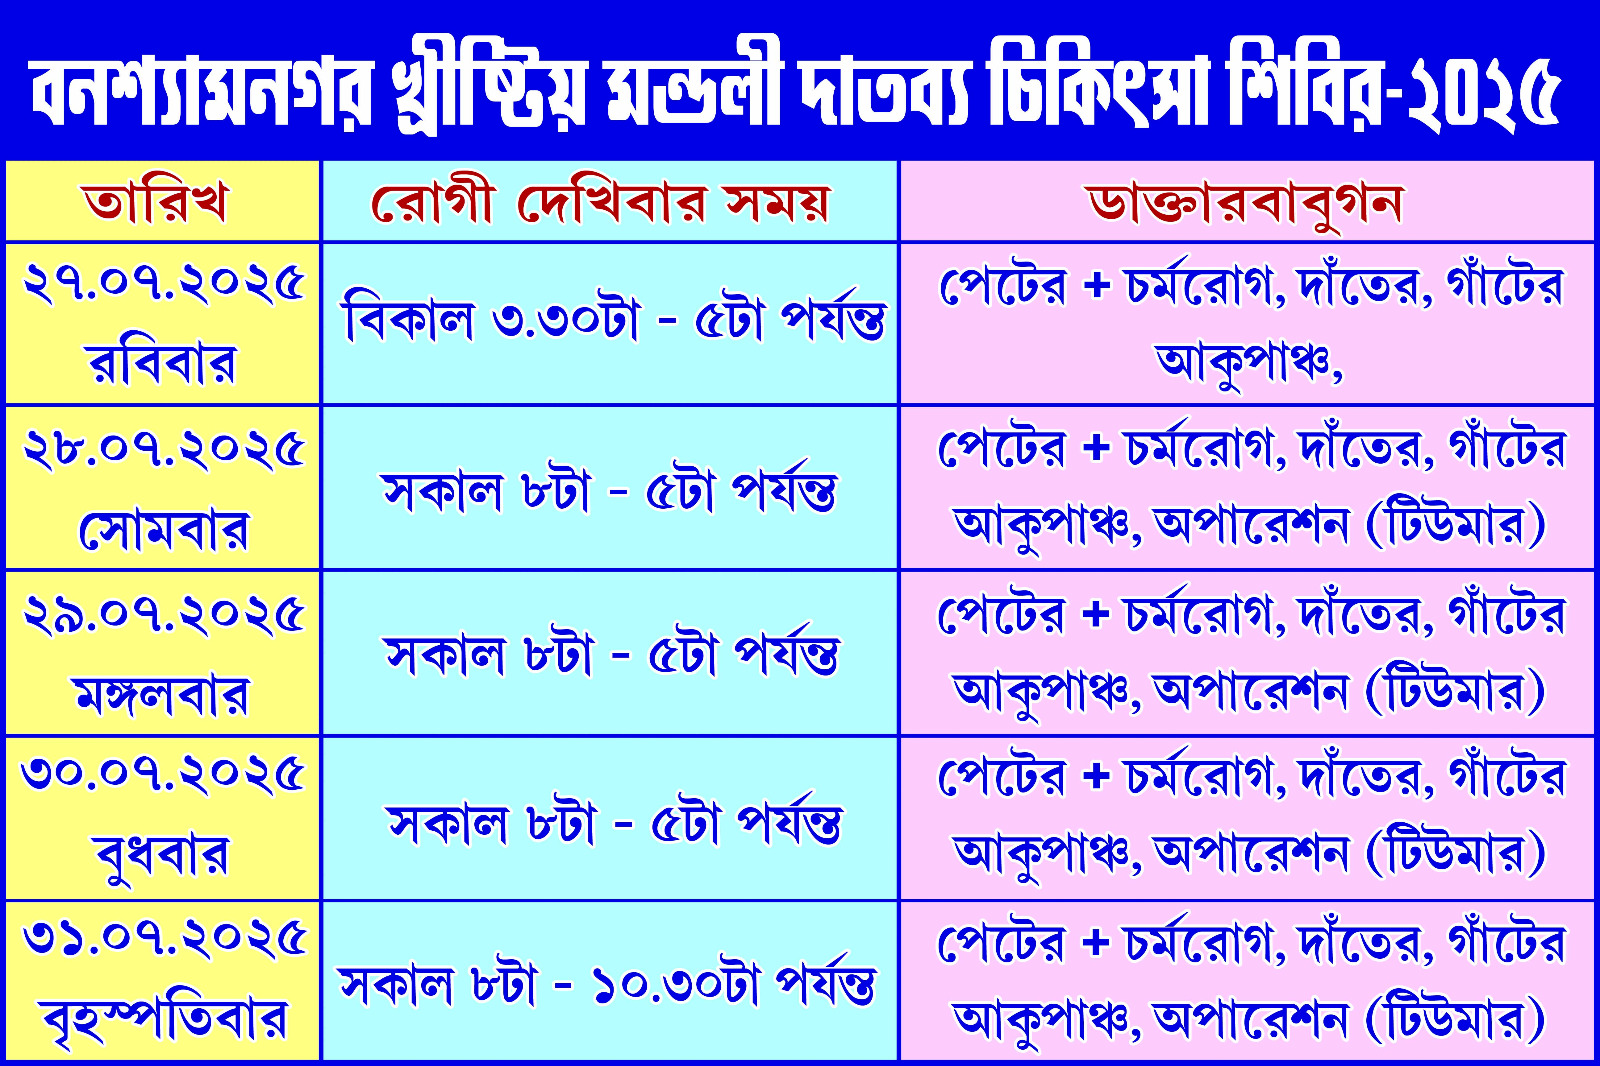 বনশ্যামনগর খ্রীষ্টিয় মন্ডলী দাতব্য চিকিৎসা শিবির-২০২৫
তারিখ রোগী দেখিবার সময় ডাক্তারবাবুগন
২৭.০৭.২০২৫
রবিবার
বিকাল ৩.৩০টা - ৫টা পর্যন্ত
পেটের + চর্মরোগ, দাঁতের, গাঁটের
আকুপাঞ্চ,
২৮.০৭.২০২৫
সোমবার
সকাল ৮টা - ৫টা পর্যন্ত
পেটের + চর্মরোগ, দাঁতের, গাঁটের
আকুপাঞ্চ, অপারেশন (টিউমার)
২৯.০৭.২০২৫
মঙ্গলবার
সকাল ৮টা - ৫টা পর্যন্ত
পেটের + চর্মরোগ, দাঁতের, গাঁটের
আকুপাঞ্চ, অপারেশন (টিউমার)
৩০.০৭.২০২৫
বুধবার
সকাল ৮টা - ৫টা পর্যন্ত
পেটের + চর্মরোগ, দাঁতের, গাঁটের
আকুপাঞ্চ, অপারেশন (টিউমার)
৩১.০৭.২০২৫
বৃহস্পতিবার
সকাল ৮টা - ১০.৩০টা পর্যন্ত
পেটের + চর্মরোগ, দাঁতের, গাঁটের
আকুপাঞ্চ, অপারেশন (টিউমার)